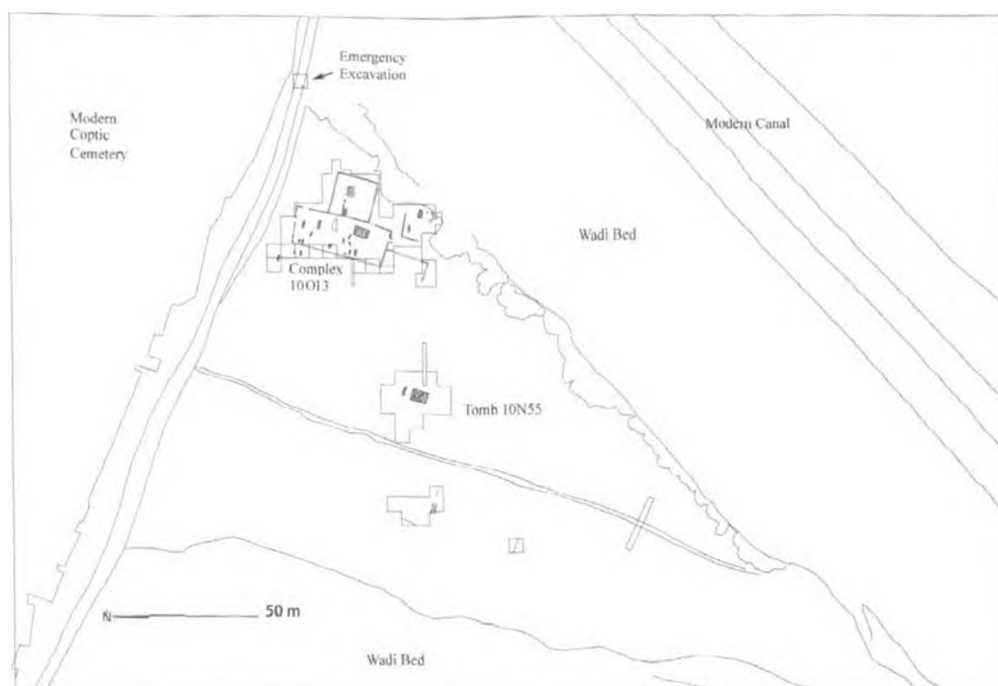 Emergency
Excavation
Modern
Coptic
Cemetery
Modern Canal
Wadi Bed
Complex
10O13
Tomb 10N55
N
50 m
Wadi Bed